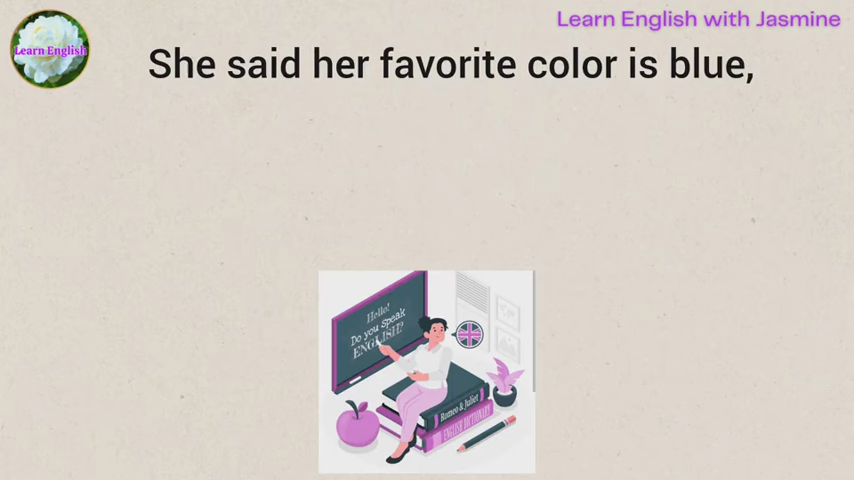 Learn English with Jasmine
Learn English
She said her favorite color is blue,
Hello!
Do you Speak
ENGLISH?
Romeo & Juliet
ENGLISH DICTIONARY